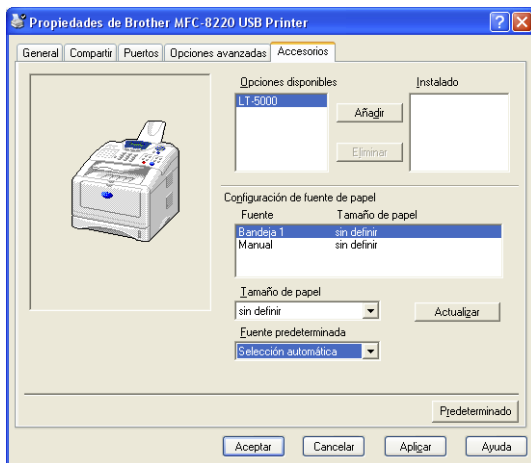 Propiedades de Brother MFC-8220 USB Printer
General Compartir Puertos Opciones avanzadas Accesorios
Opciones disponibles Instalado
LT-5000
Añadir
Eliminar
Configuración de fuente de papel
Fuente Tamaño de papel
Bandeja 1 sin definir
Manual sin definir
Tamaño de papel
sin definir
Actualizar
Fuente predeterminada
Selección automática
Predeterminado
Aceptar Cancelar Aplicar Ayuda